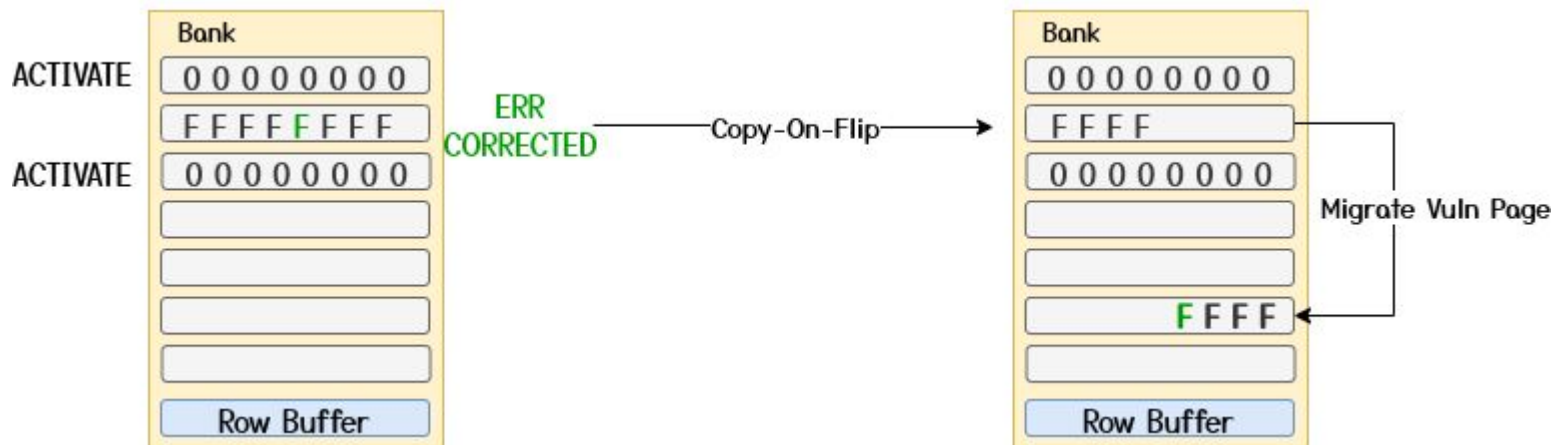 Bank
ACTIVATE
0 0 0 0 0 0 0 0
F F F F F F F F
ERR
CORRECTED
ACTIVATE
0 0 0 0 0 0 0 0
Row Buffer
Copy-On-Flip
Bank
0 0 0 0 0 0 0 0
F F F F
0 0 0 0 0 0 0 0
Migrate Vuln Page
F F F F
Row Buffer